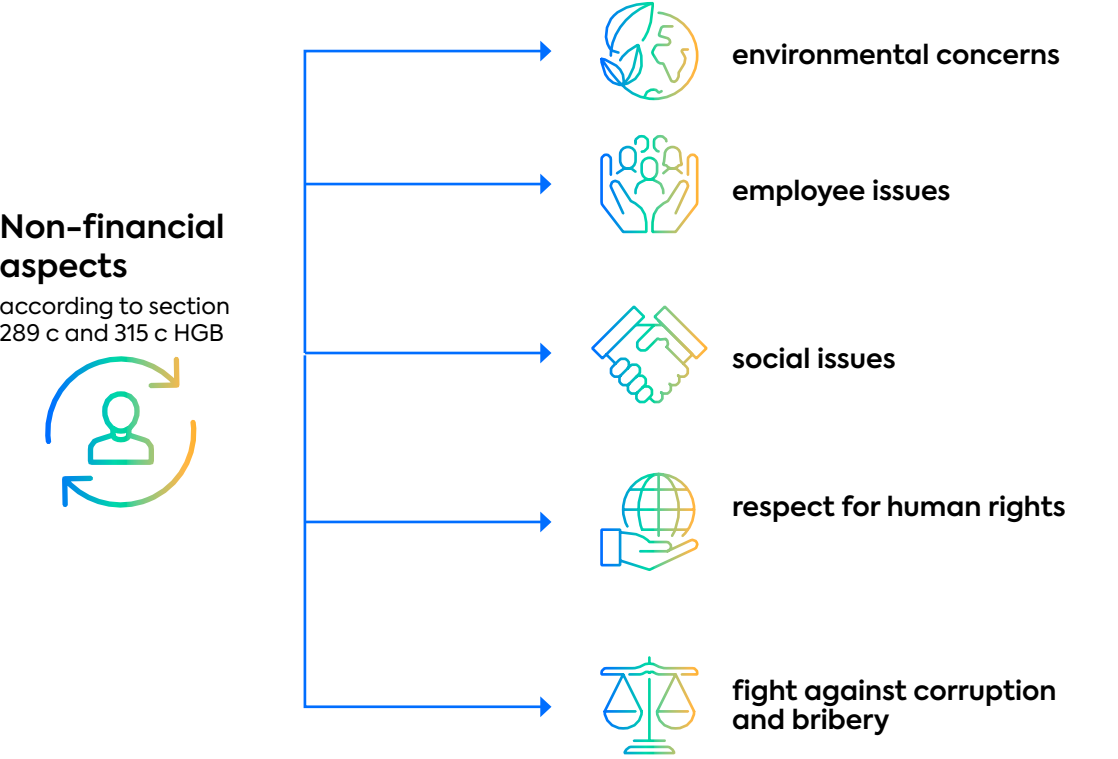 Non-financial
aspects
according to section
289 c and 315 c HGB
environmental concerns
employee issues
social issues
respect for human rights
fight against corruption
and bribery